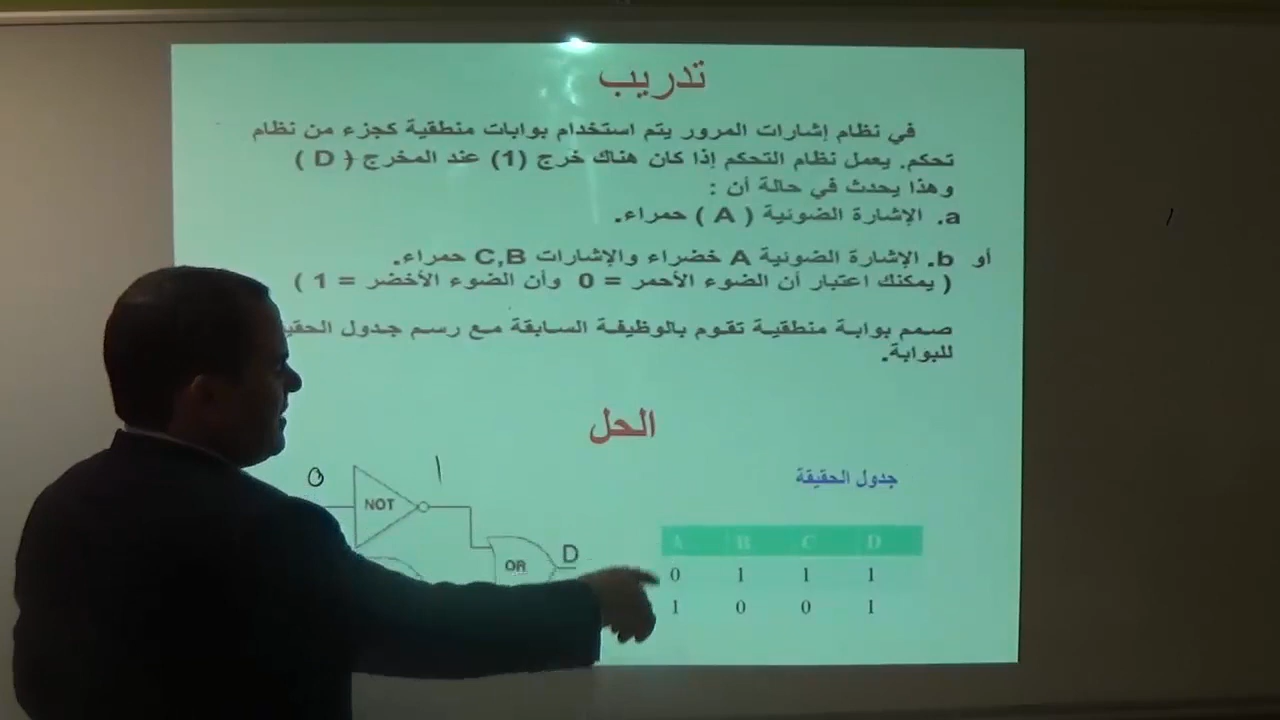 تدريب
في نظام إشارات المرور يتم استخدام بوابات منطقية كجزء من نظام
تحكم. يعمل نظام التحكم إذا كان هناك خرج (1) عند المخرج ( D )
وهذا يحدث في حالة أن :
a. الإشارة الضوئية ( A ) حمراء.
أو b. الإشارة الضوئية A خضراء والإشارات C,B حمراء.
( يمكنك اعتبار أن الضوء الأحمر = 0 وأن الضوء الأخضر = 1 )
صمم بوابة منطقية تقوم بالوظيفة السابقة مع رسم جدول
للبوابة.
الحل
جدول الحقيقة
0 1
NOT
OR D
A B C D
0 1 1 1
1 0 0 1